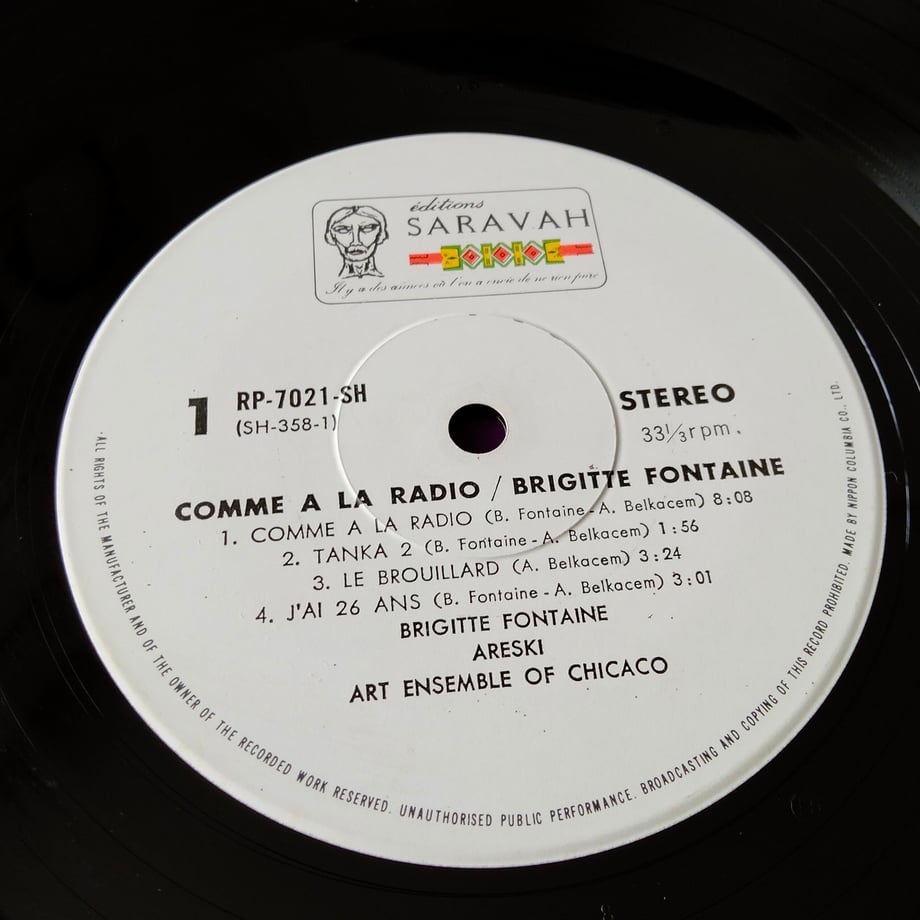 éditions
SARAVAH
Il y a des années où l'on a envie de ne rien faire
1 RP-7021-SH STEREO
(SH-358-1) 33 1/3 rpm.
COMME A LA RADIO / BRIGITTE FONTAINE
1. COMME A LA RADIO (B. Fontaine - A. Belkacem) 8:08
2. TANKA 2 (B. Fontaine - A. Belkacem) 1:56
3. LE BROUILLARD (A. Belkacem) 3:24
4. J'AI 26 ANS (B. Fontaine - A. Belkacem) 3:01
BRIGITTE FONTAINE
ARESKI
ART ENSEMBLE OF CHICACO
ALL RIGHTS OF THE MANUFACTURER AND OF THE OWNER OF THE RECORDED WORK RESERVED. UNAUTHORISED PUBLIC PERFORMANCE. BROADCASTING AND COPYING OF THIS RECORD PROHIBITED. MADE BY NIPPON COLUMBIA CO., LTD.